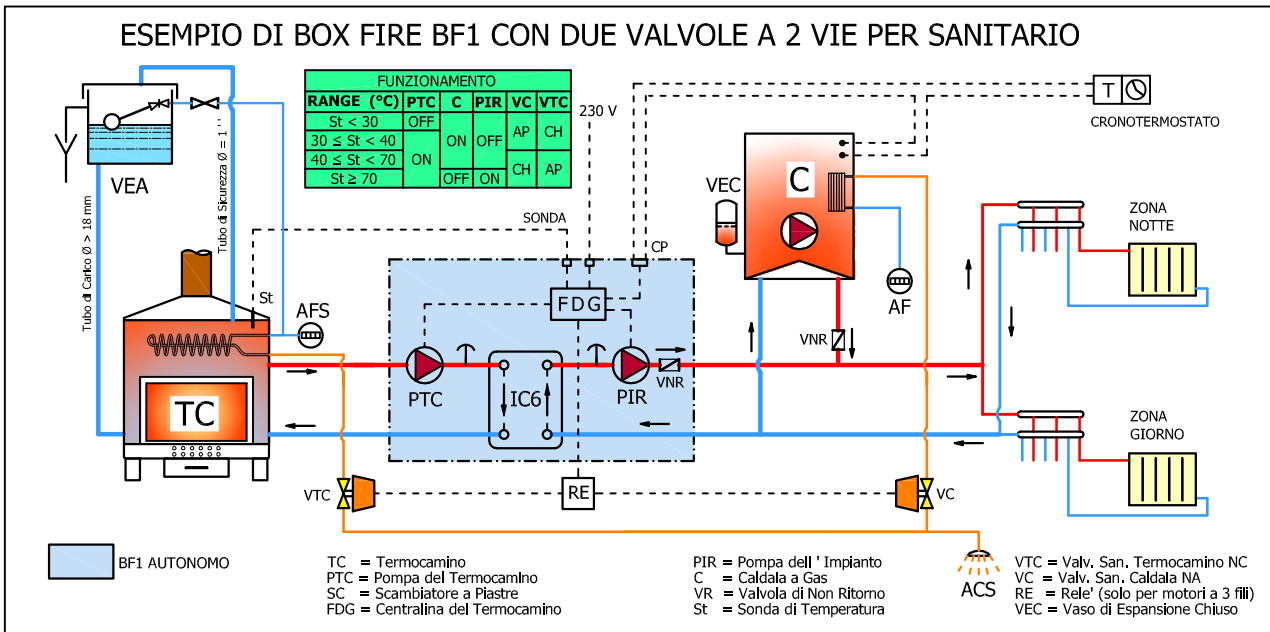 ESEMPIO DI BOX FIRE BF1 CON DUE VALVOLE A 2 VIE PER SANITARIO
FUNZIONAMENTO
RANGE (°C) PTC C PIR VC VTC
St < 30 OFF ON OFF AP CH
30 ≤ St < 40 ON
40 ≤ St < 70 CH AP
St ≥ 70 OFF ON
230 V
T
CRONOTERMOSTATO
VEA
Tubo di Carico Ø > 18 mm
Tubo di Sicurezza Ø = 1 ''
SONDA
CP
VEC
C
ZONA
NOTTE
St
AFS
FDG
AF
VNR
TC
PTC
IC6
PIR
VNR
ZONA
GIORNO
VTC
RE
VC
BF1 AUTONOMO
ACS
TC = Termocamino
PTC = Pompa del Termocamino
SC = Scambiatore a Piastre
FDG = Centralina del Termocamino
PIR = Pompa dell ' Impianto
C = Caldala a Gas
VR = Valvola di Non Ritorno
St = Sonda di Temperatura
VTC = Valv. San. Termocamino NC
VC = Valv. San. Caldala NA
RE = Rele' (solo per motori a 3 fili)
VEC = Vaso di Espansione Chiuso